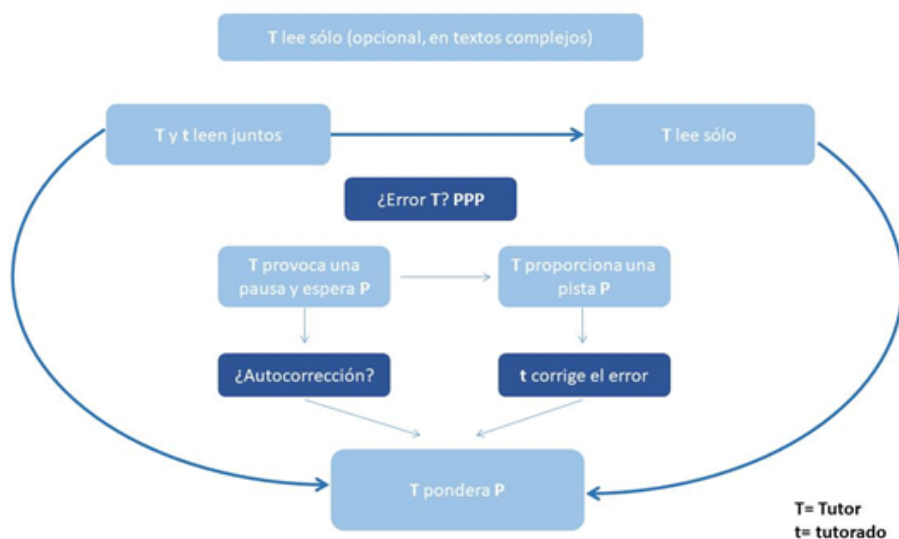 T lee sólo (opcional, en textos complejos)
T y t leen juntos
T lee sólo
¿Error T? PPP
T provoca una
pausa y espera P
T proporciona una
pista P
¿Autocorrección?
t corrige el error
T pondera P
T= Tutor
t= tutorado